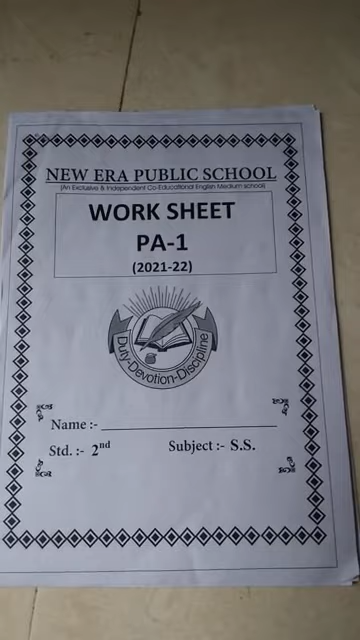 NEW ERA PUBLIC SCHOOL
(An Exclusive & Independent Co-Educational English Medium school)
WORK SHEET
PA-1
(2021-22)
Duty-Devotion-Discipline
Name :-
Std. :- 2nd Subject :- S.S.